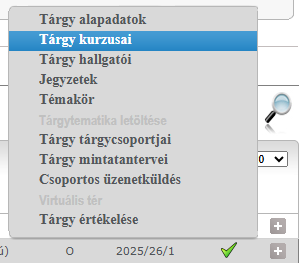 Tárgy alapadatok
Tárgy kurzusai
Tárgy hallgatói
Jegyzetek
Témakör
Tárgytematika letöltése
Tárgy tárgycsoportjai
Tárgy mintatantervei
0
Csoportos üzenetküldés
Virtuális tér
Tárgy értékelése
ú) O 2025/26/1